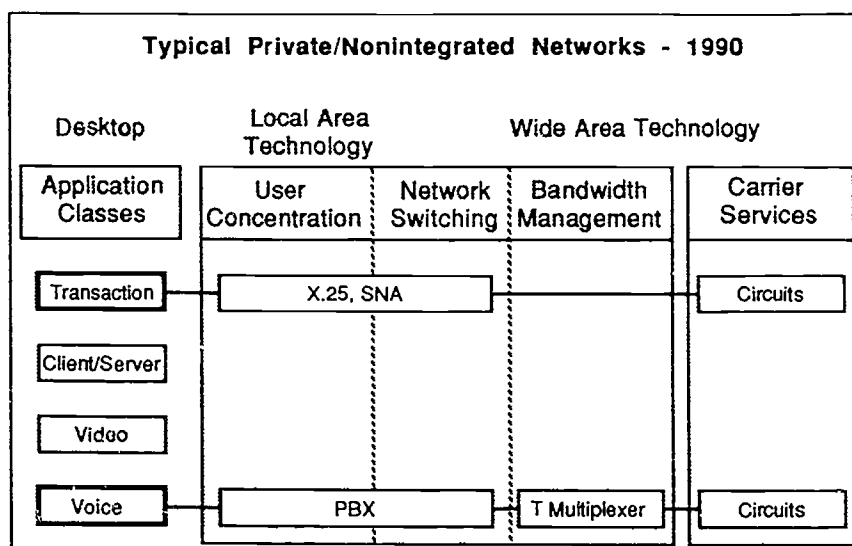 Typical Private/Nonintegrated Networks - 1990
Desktop
Local Area
Technology
Wide Area Technology
Application
Classes
User
Concentration
Network
Switching
Bandwidth
Management
Carrier
Services
Transaction
X.25, SNA
Circuits
Client/Server
Video
Voice
PBX
T Multiplexer
Circuits